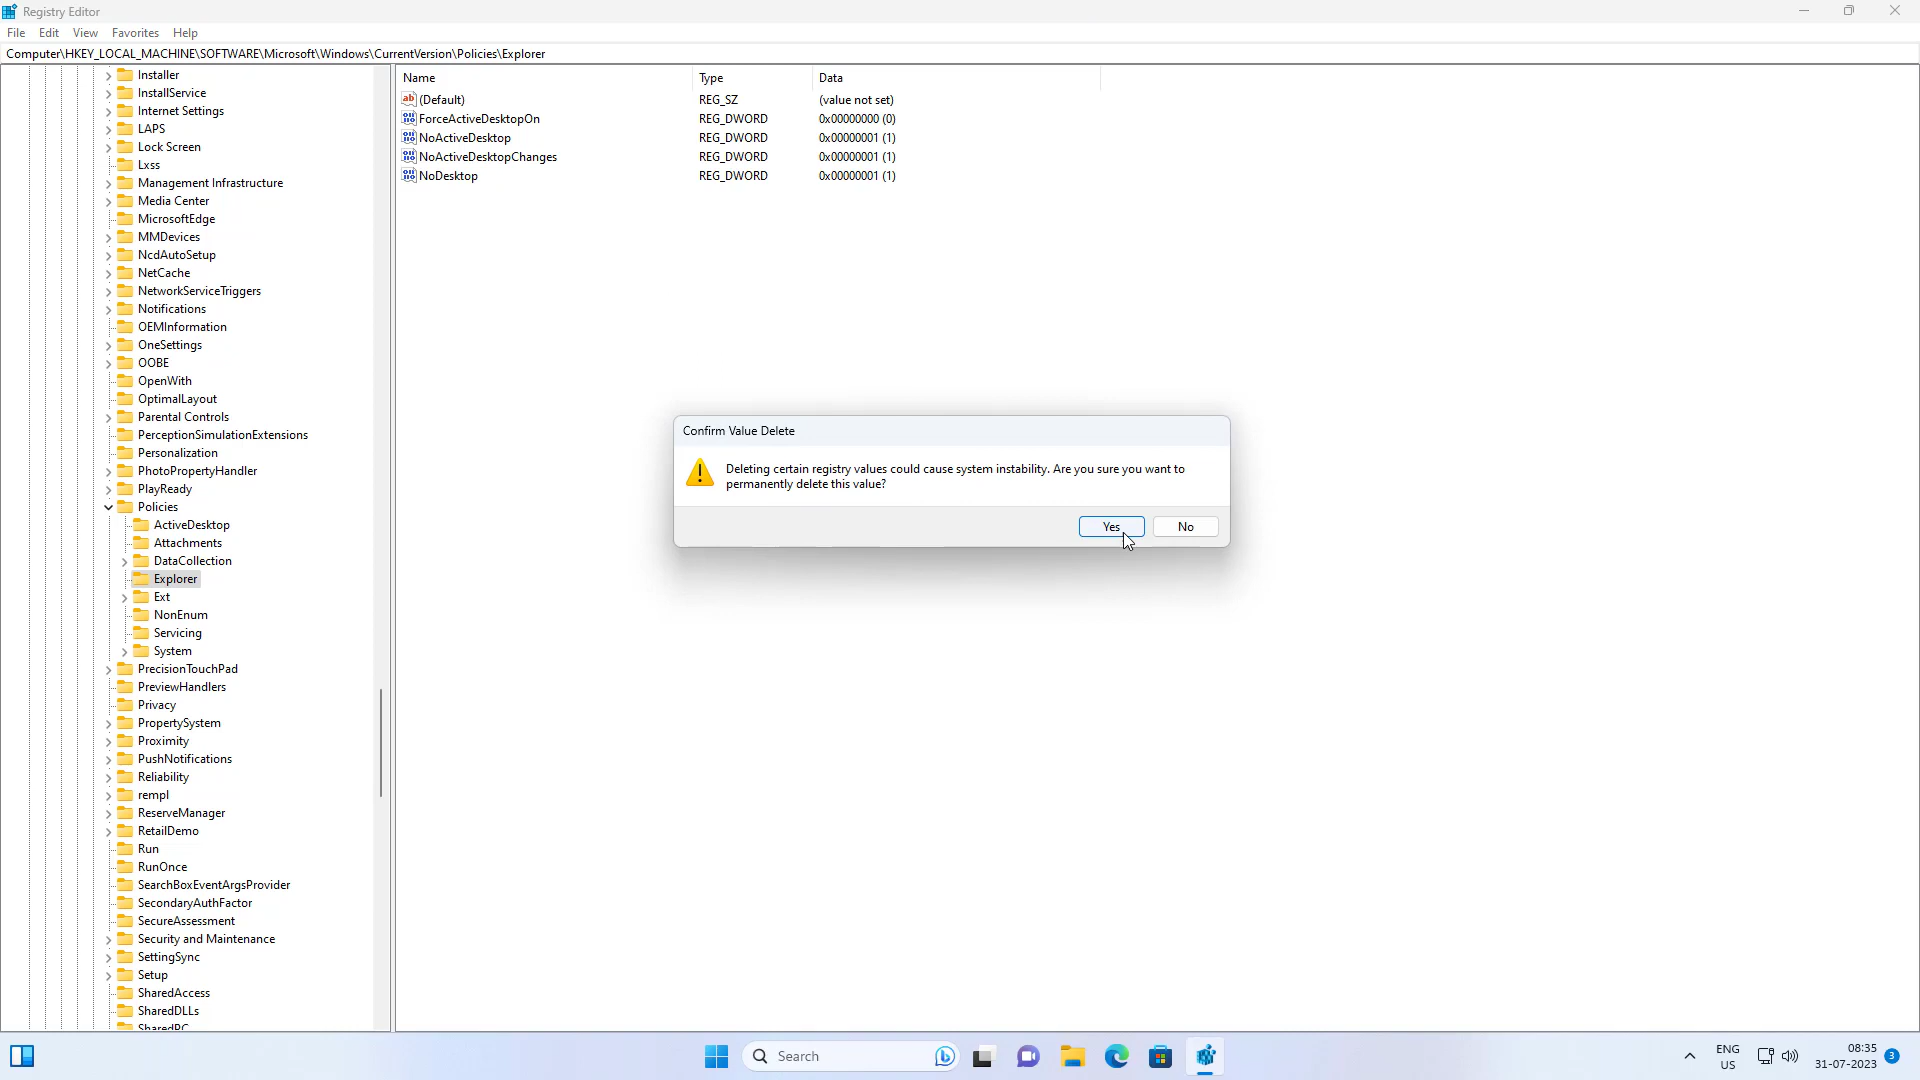 Registry Editor
File Edit View Favorites Help
Computer\HKEY_LOCAL_MACHINE\SOFTWARE\Microsoft\Windows\CurrentVersion\Policies\Explorer
Installer
InstallService
Internet Settings
LAPS
Lock Screen
Lxss
Management Infrastructure
Media Center
MicrosoftEdge
MMDevices
NcdAutoSetup
NetCache
NetworkServiceTriggers
Notifications
OEMInformation
OneSettings
OOBE
OpenWith
OptimalLayout
Parental Controls
PerceptionSimulationExtensions
Personalization
PhotoPropertyHandler
PlayReady
Policies
ActiveDesktop
Attachments
DataCollection
Explorer
Ext
NonEnum
Servicing
System
PrecisionTouchPad
PreviewHandlers
Privacy
PropertySystem
Proximity
PushNotifications
Reliability
rempl
ReserveManager
RetailDemo
Run
RunOnce
SearchBoxEventArgsProvider
SecondaryAuthFactor
SecureAssessment
Security and Maintenance
SettingSync
Setup
SharedAccess
SharedDLLs
SharedPC
Name Type Data
(Default) REG_SZ (value not set)
ForceActiveDesktopOn REG_DWORD 0x00000000 (0)
NoActiveDesktop REG_DWORD 0x00000001 (1)
NoActiveDesktopChanges REG_DWORD 0x00000001 (1)
NoDesktop REG_DWORD 0x00000001 (1)
Confirm Value Delete
Deleting certain registry values could cause system instability. Are you sure you want to
permanently delete this value?
Yes No
Search
ENG
US
08:35
31-07-2023
3